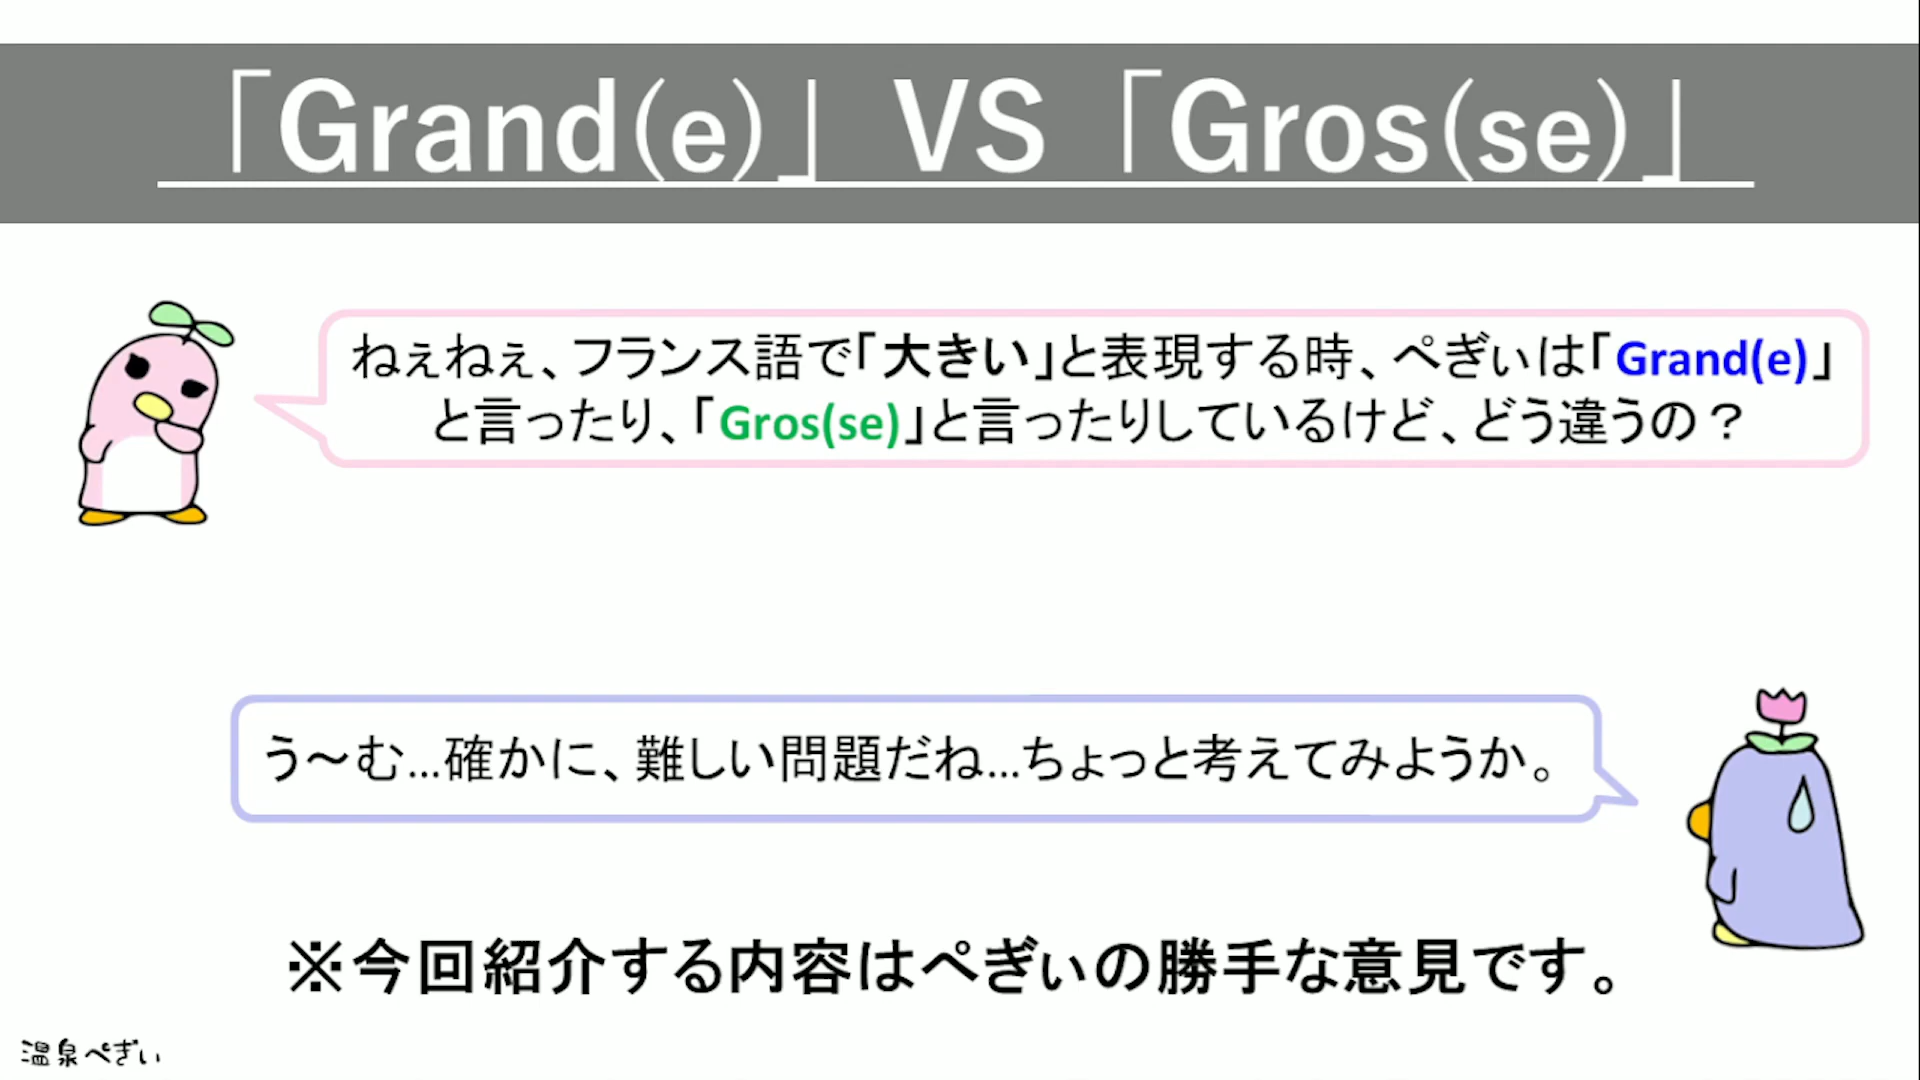 「Grand(e)」 VS 「Gros(se)」
ねぇねぇ、フランス語で「大きい」と表現する時、ぺぎぃは「Grand(e)」
と言ったり、「Gros(se)」と言ったりしているけど、どう違うの？
う～む...確かに、難しい問題だね...ちょっと考えてみようか。
※今回紹介する内容はぺぎぃの勝手な意見です。
温泉ぺぎぃ